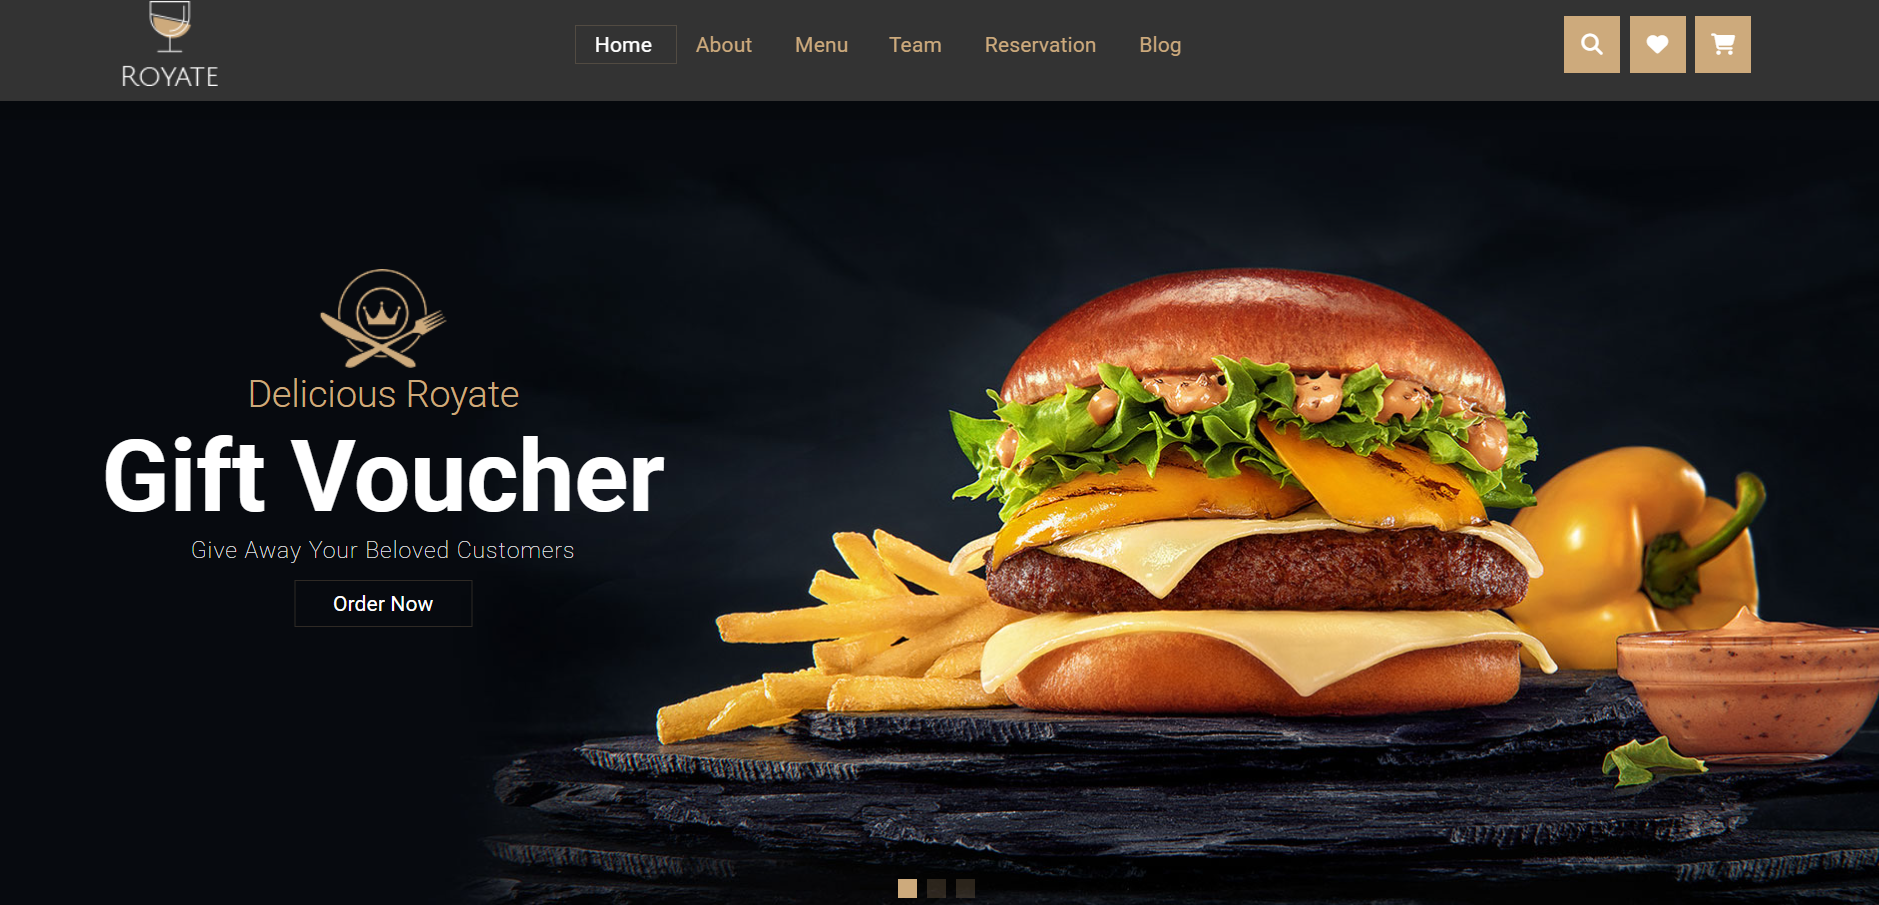 ROYATE
Home About Menu Team Reservation Blog
Delicious Royate
Gift Voucher
Give Away Your Beloved Customers
Order Now